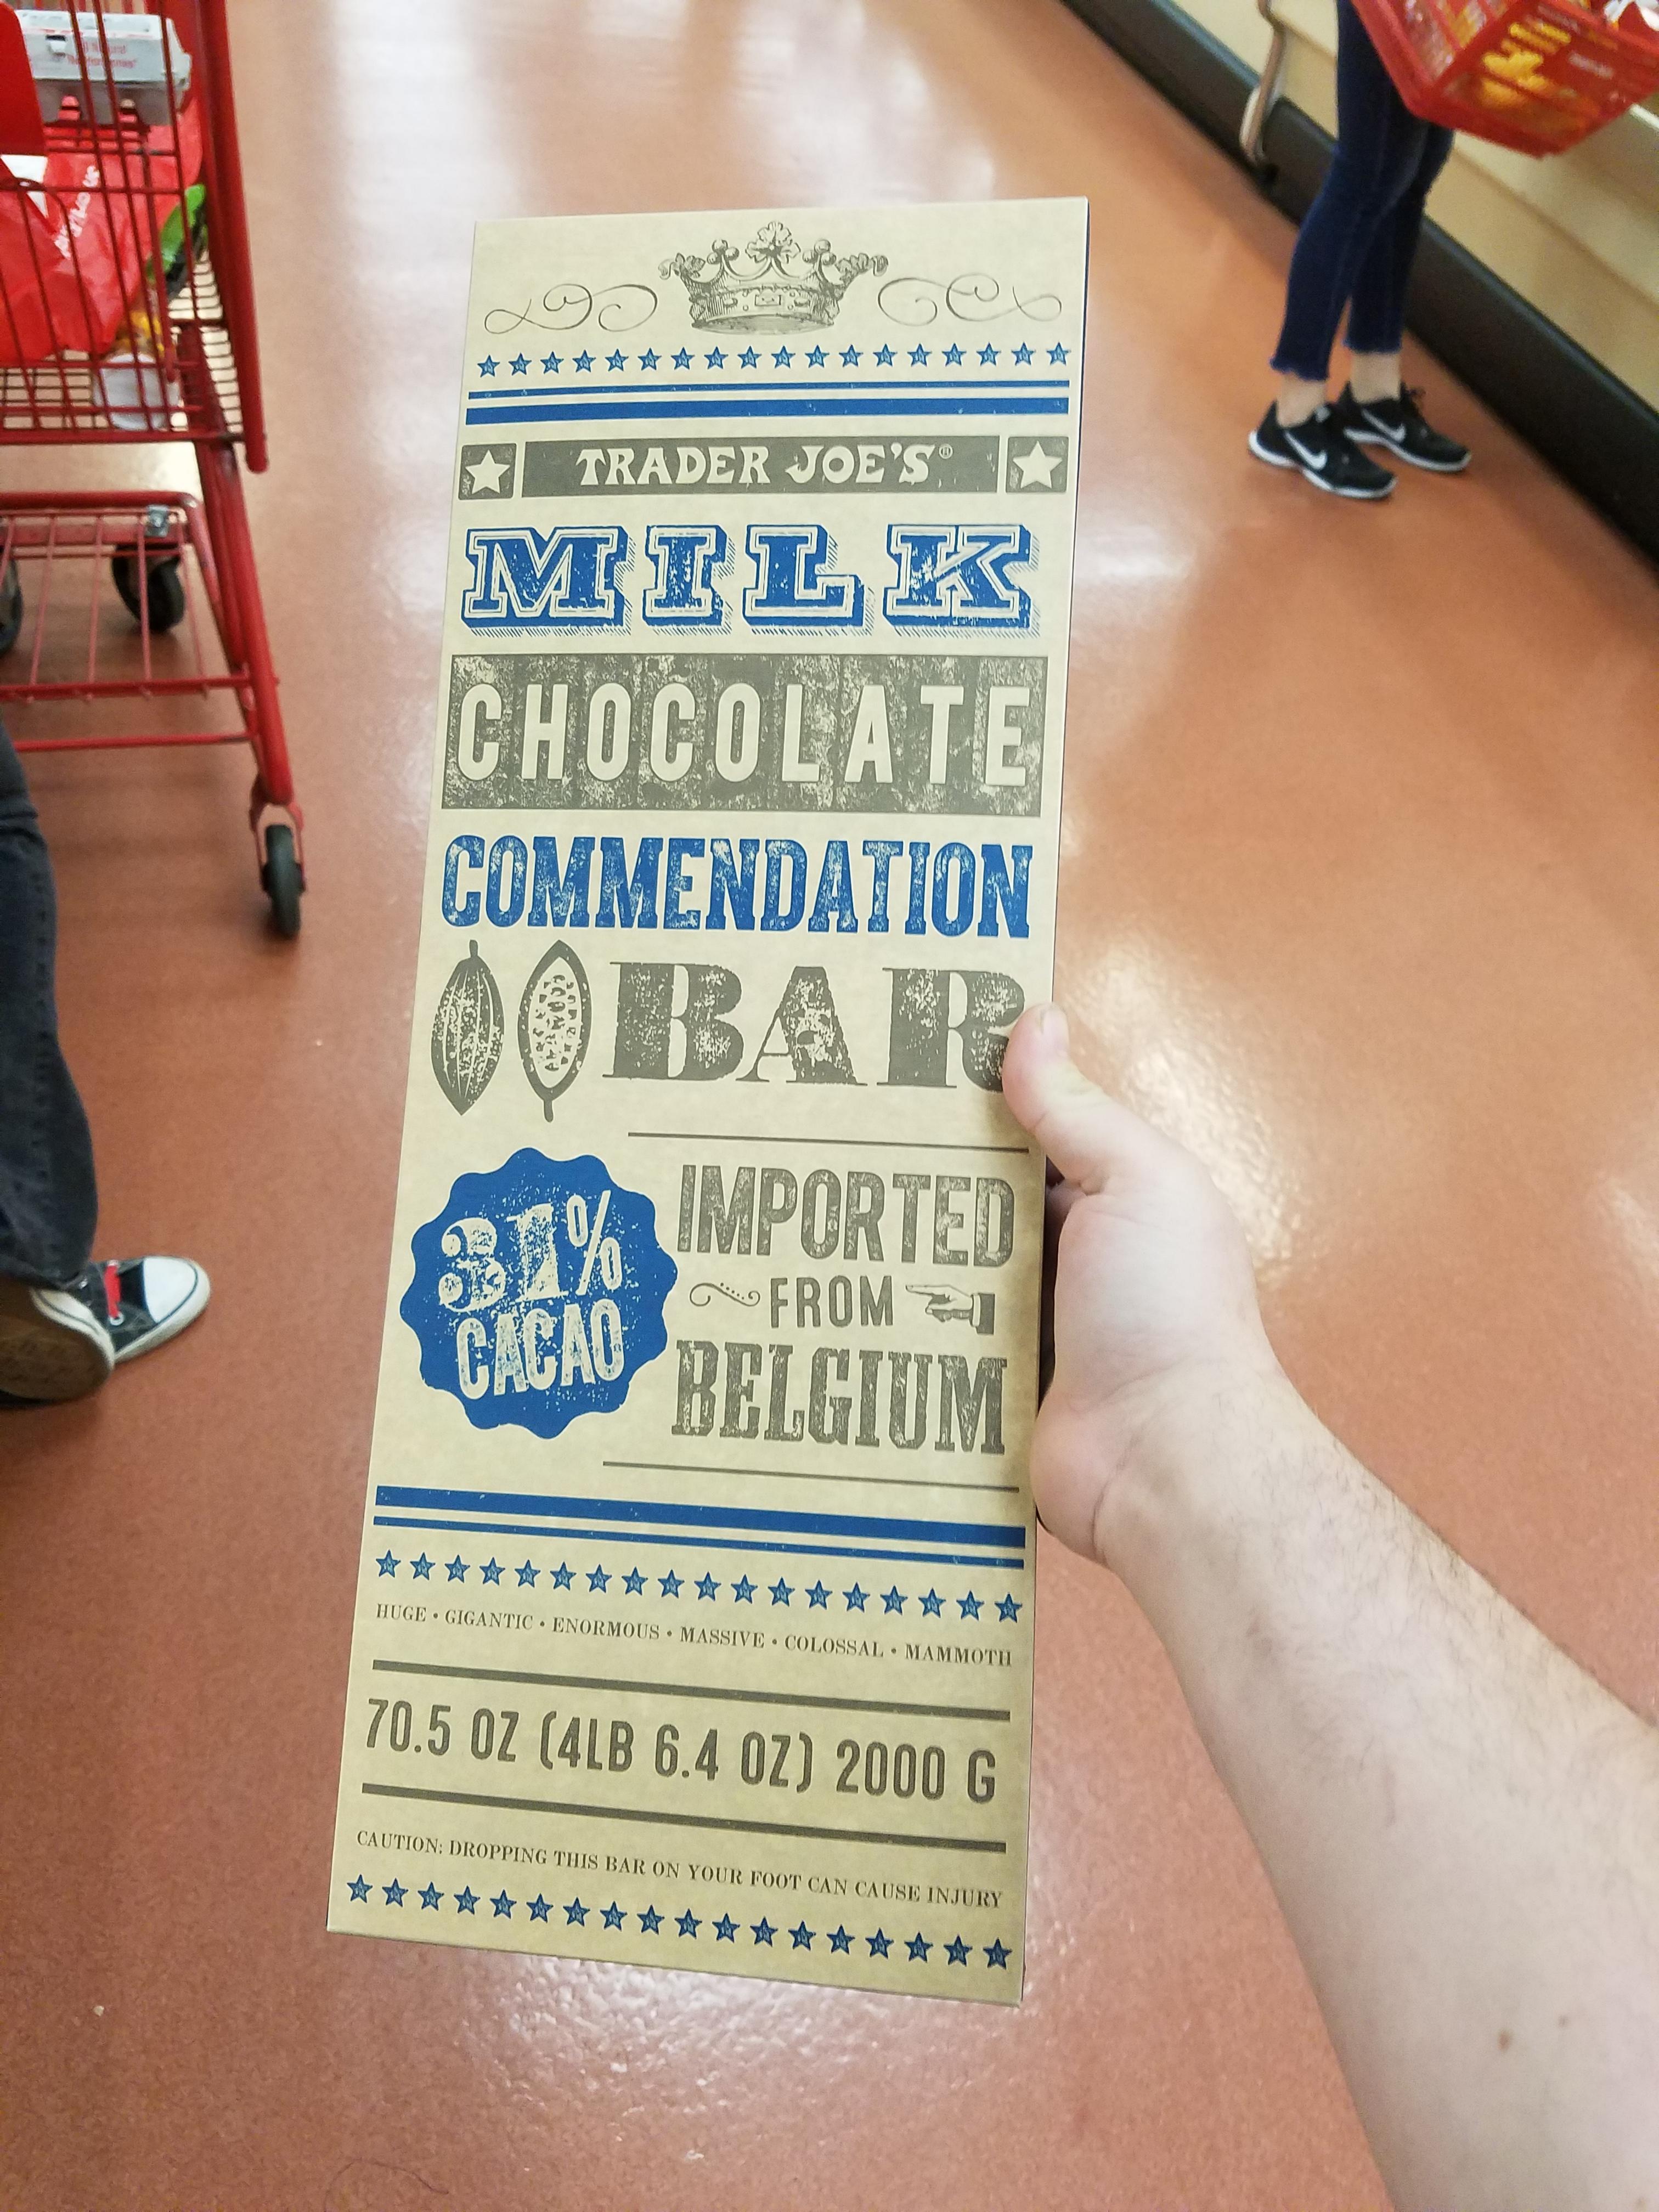 TRADER JOE'S®
MILK
CHOCOLATE
COMMENDATION
BAR
31%
CACAO
IMPORTED
FROM
BELGIUM
HUGE • GIGANTIC • ENORMOUS • MASSIVE • COLOSSAL • MAMMOTH
70.5 OZ (4LB 6.4 OZ) 2000 G
CAUTION: DROPPING THIS BAR ON YOUR FOOT CAN CAUSE INJURY